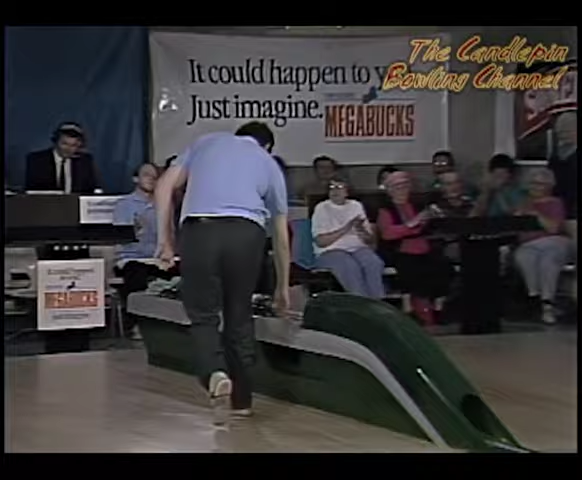 The Candlepin
Bowling Channel
It could happen to
Just imagine.
MEGABUCKS
MEGABUCKS